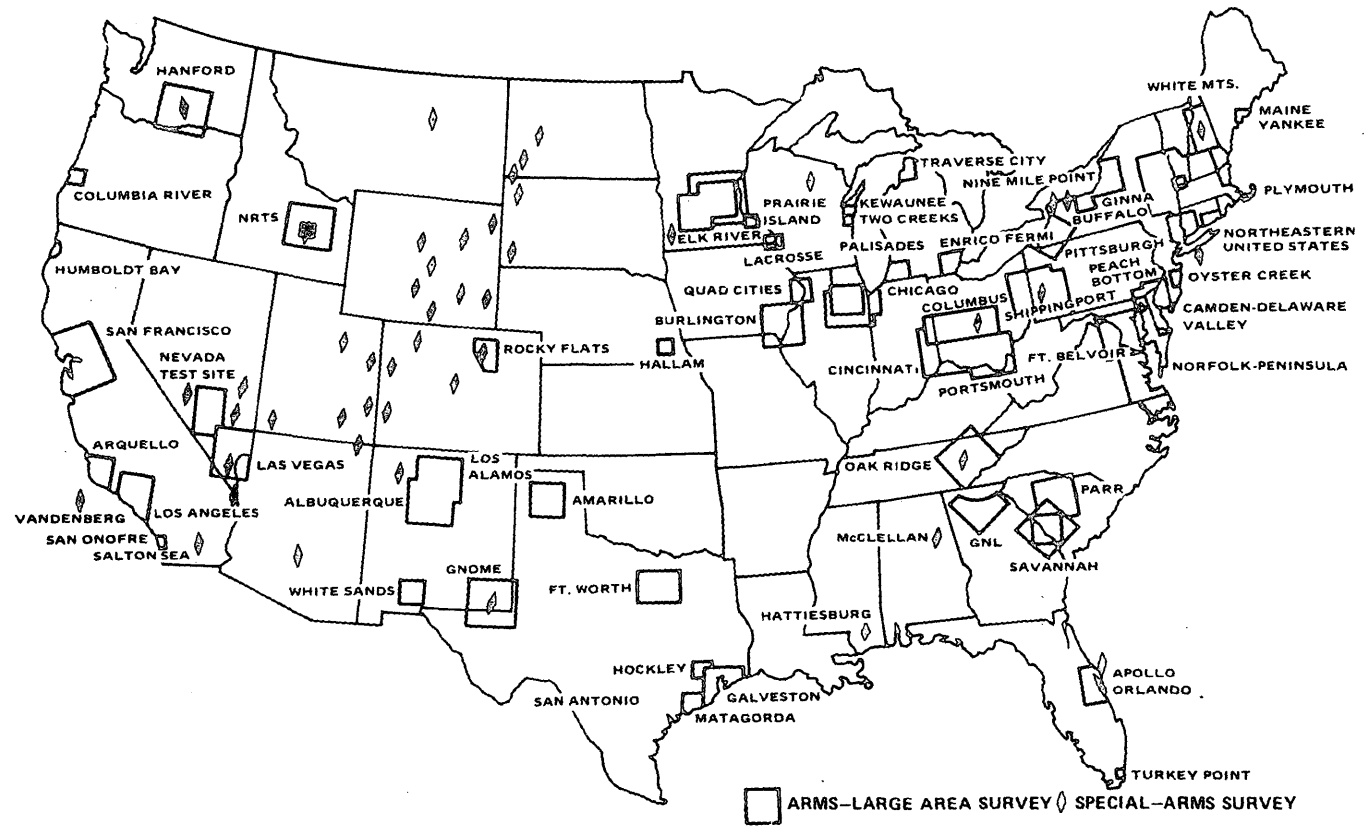 HANFORD
WHITE MTS.
MAINE
YANKEE
COLUMBIA RIVER
TRAVERSE CITY
NINE MILE POINT
NRTS
PRAIRIE
ISLAND
KEWAUNEE
TWO CREEKS
GINNA
BUFFALO
PLYMOUTH
ELK RIVER
LACROSSE
PALISADES
ENRICO FERMI
PITTSBURGH
NORTHEASTERN
UNITED STATES
HUMBOLDT BAY
PEACH
BOTTOM
OYSTER CREEK
QUAD CITIES
CHICAGO
COLUMBUS
SHIPPINGPORT
CAMDEN-DELAWARE
VALLEY
BURLINGTON
SAN FRANCISCO
NEVADA
TEST SITE
ROCKY FLATS
HALLAM
CINCINNATI
FT. BELVOIR
NORFOLK-PENINSULA
PORTSMOUTH
ARQUELLO
LAS VEGAS
LOS
ALAMOS
OAK RIDGE
ALBUQUERQUE
AMARILLO
PARR
VANDENBERG
LOS ANGELES
SAN ONOFRE
SALTON SEA
McCLELLAN
GNL
SAVANNAH
GNOME
WHITE SANDS
FT. WORTH
HATTIESBURG
HOCKLEY
SAN ANTONIO
GALVESTON
MATAGORDA
APOLLO
ORLANDO
TURKEY POINT
ARMS-LARGE AREA SURVEY
SPECIAL-ARMS SURVEY